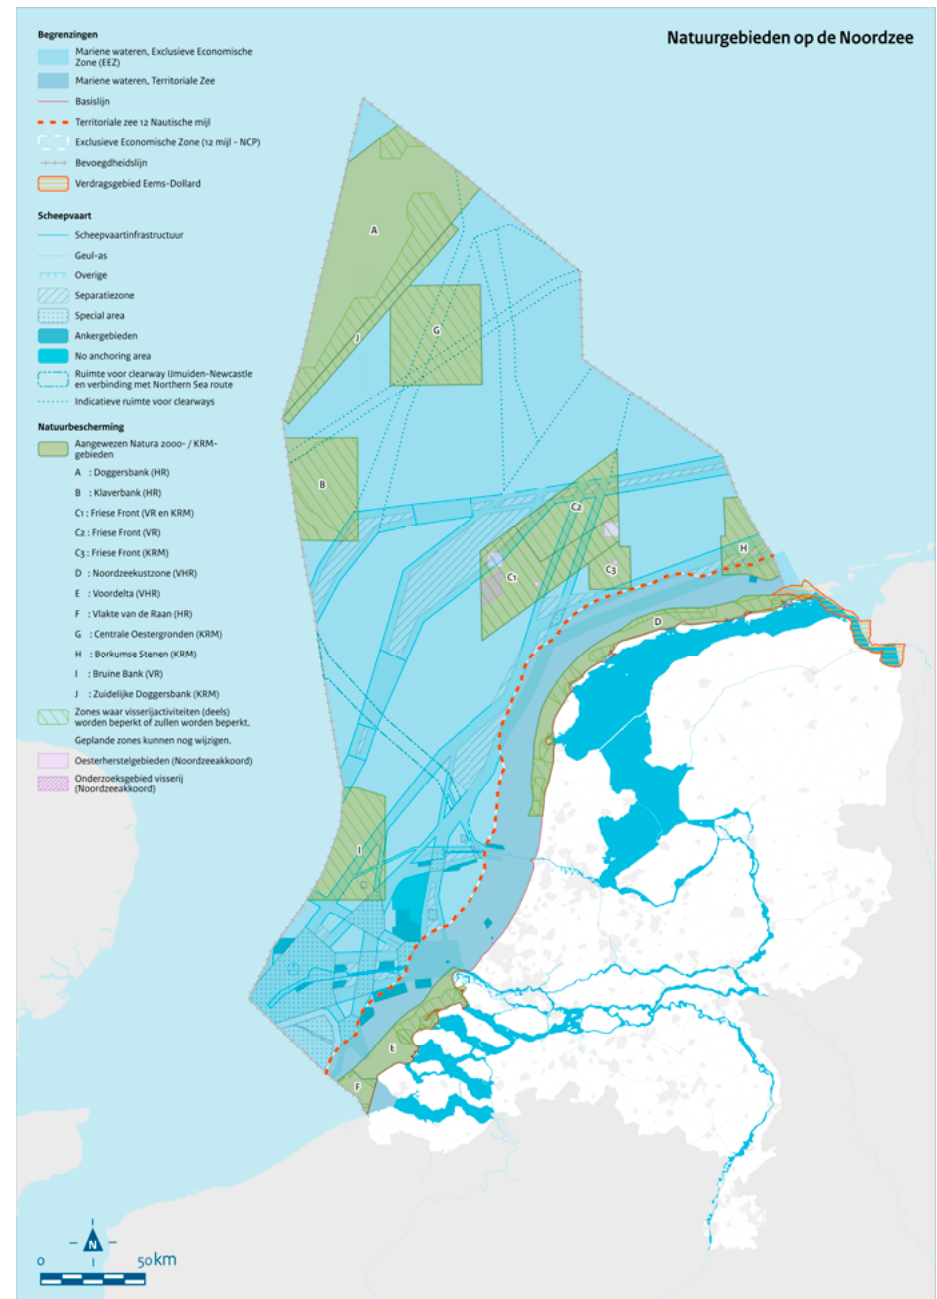 Natuurgebieden op de Noordzee
Begrenzingen
Mariene wateren, Exclusieve Economische
Zone (EEZ)
Mariene wateren, Territoriale Zee
Basislijn
Territoriale zee 12 Nautische mijl
Exclusieve Economische Zone (12 mijl - NCP)
Bevoegdheidslijn
Verdragsgebied Eems-Dollard
Scheepvaart
Scheepvaartinfrastructuur
Geul-as
Overige
Separatiezone
Special area
Ankergebieden
No anchoring area
Ruimte voor clearway IJmuiden-Newcastle
en verbinding met Northern Sea route
Indicatieve ruimte voor clearways
Natuurbescherming
Aangewezen Natura 2000- / KRM-
gebieden
A : Doggersbank (HR)
B : Klaverbank (HR)
C1 : Friese Front (VR en KRM)
C2 : Friese Front (VR)
C3 : Friese Front (KRM)
D : Noordzeekustzone (VHR)
E : Voordelta (VHR)
F : Vlakte van de Raan (HR)
G : Centrale Oestergronden (KRM)
H : Borkumse Stenen (KRM)
I : Bruine Bank (VR)
J : Zuidelijke Doggersbank (KRM)
Zones waar visserijactiviteiten (deels)
worden beperkt of zullen worden beperkt.
Geplande zones kunnen nog wijzigen.
Oesterherstelgebieden (Noordzeeakkoord)
Onderzoeksgebied visserij
(Noordzeeakkoord)
A
J
G
B
C2
C1
C3
H
D
I
E
F
N
0 50km